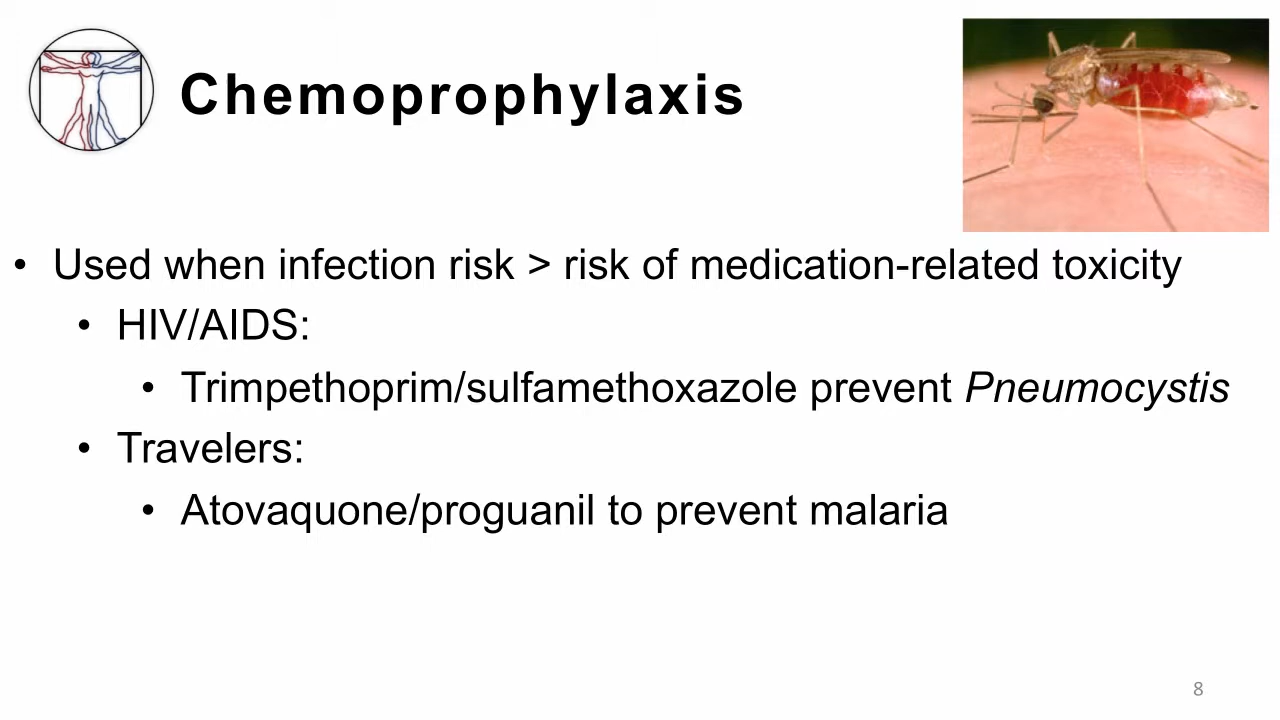 Chemoprophylaxis
• Used when infection risk > risk of medication-related toxicity
• HIV/AIDS:
• Trimpethoprim/sulfamethoxazole prevent Pneumocystis
• Travelers:
• Atovaquone/proguanil to prevent malaria
8